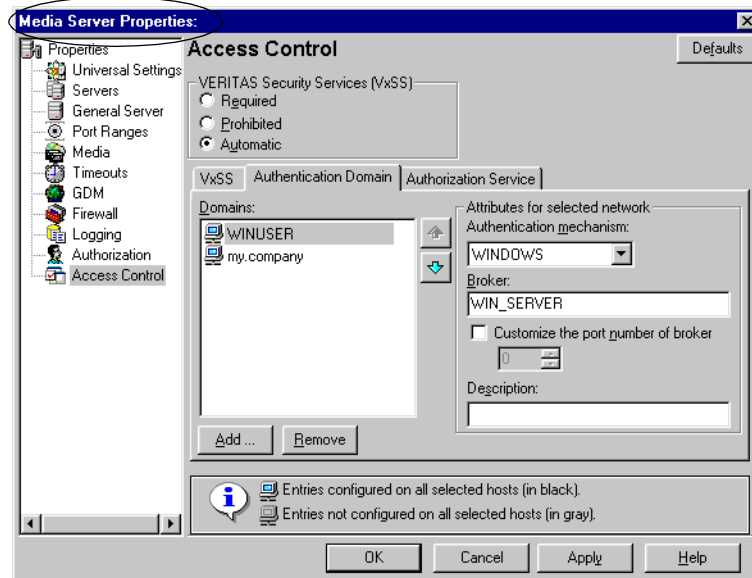 Media Server Properties:
Properties
Universal Settings
Servers
General Server
Port Ranges
Media
Timeouts
GDM
Firewall
Logging
Authorization
Access Control
Access Control
Defaults
VERITAS Security Services (VxSS)
Required
Prohibited
Automatic
VxSS Authentication Domain Authorization Service
Domains:
WINUSER
my.company
Add ... Remove
Attributes for selected network
Authentication mechanism:
WINDOWS
Broker:
WIN_SERVER
Customize the port number of broker
0
Description:
Entries configured on all selected hosts (in black).
Entries not configured on all selected hosts (in gray).
OK Cancel Apply Help